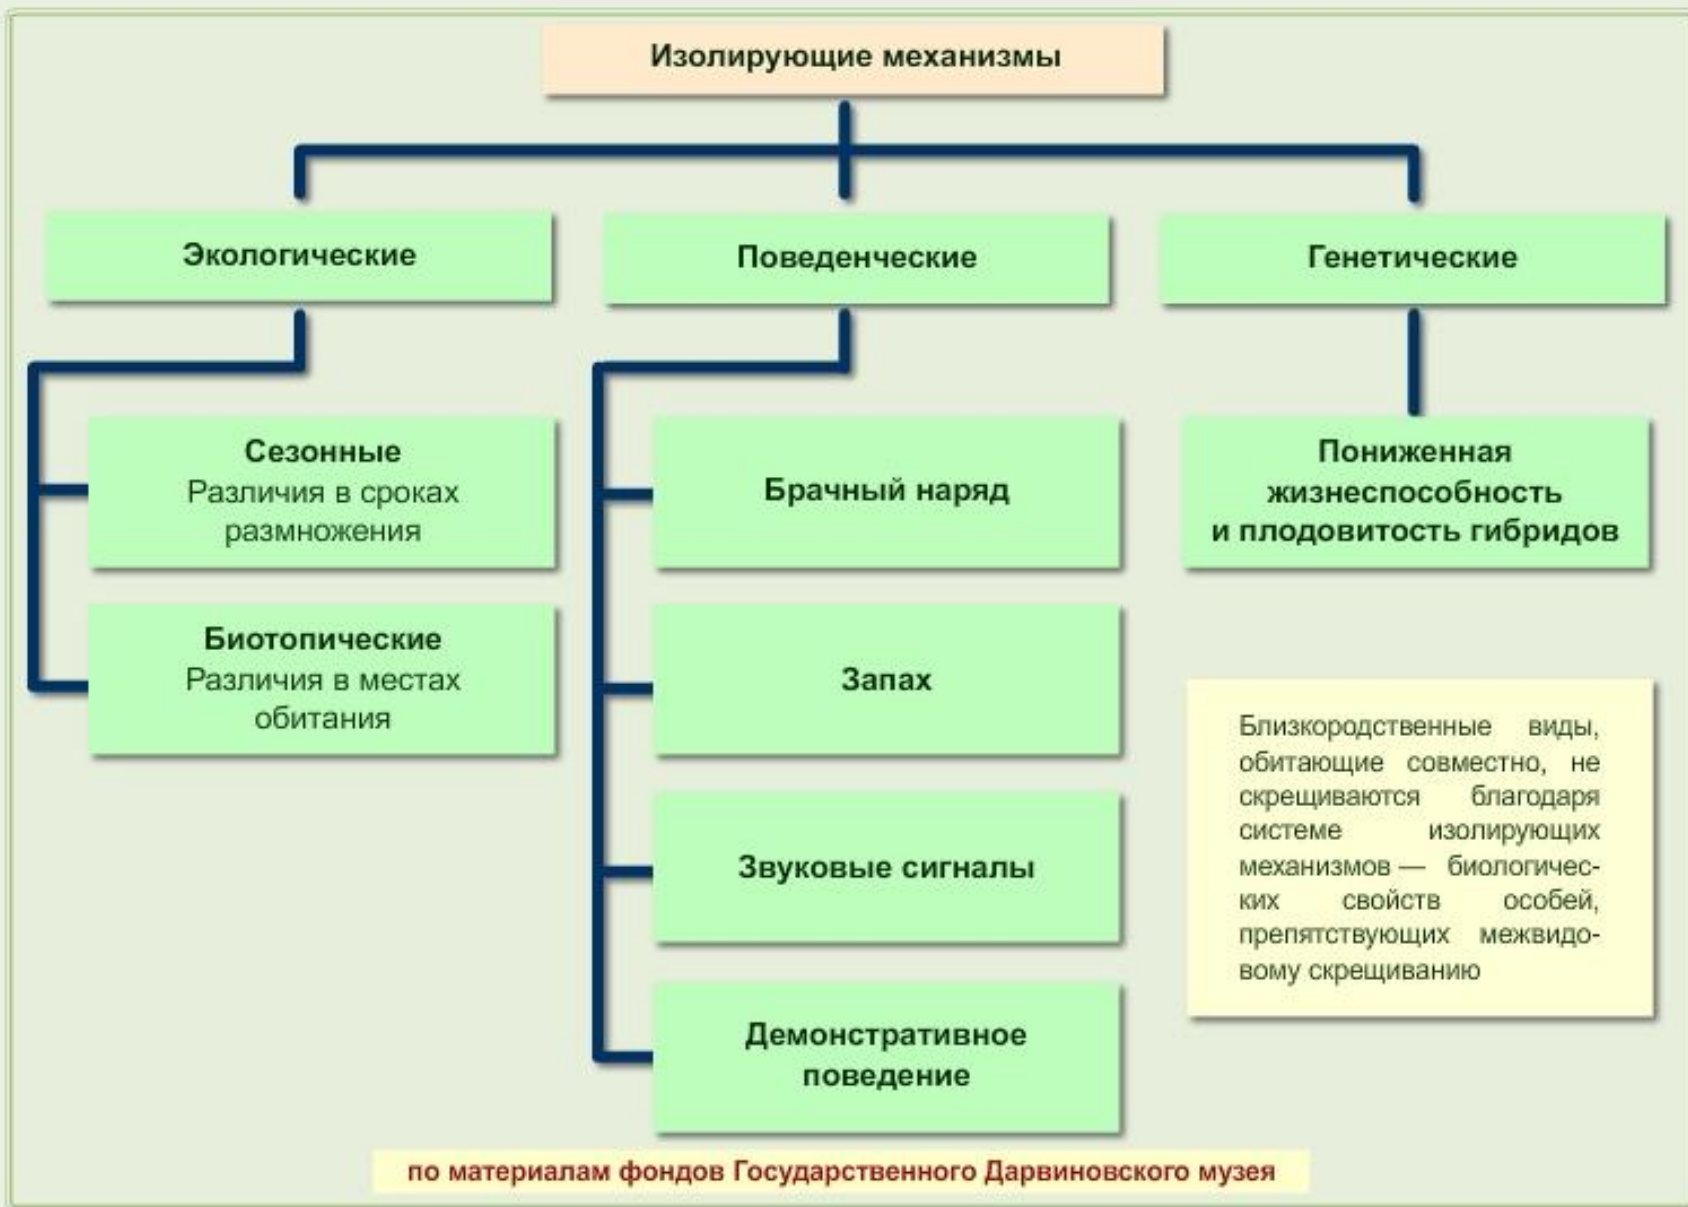 Изолирующие механизмы
Экологические
Поведенческие
Генетические
Сезонные
Различия в сроках
размножения
Биотопические
Различия в местах
обитания
Брачный наряд
Запах
Звуковые сигналы
Демонстративное
поведение
Пониженная
жизнеспособность
и плодовитость гибридов
Близкородственные виды,
обитающие совместно, не
скрещиваются благодаря
системе изолирующих
механизмов — биологичес-
ких свойств особей,
препятствующих межвидо-
вому скрещиванию
по материалам фондов Государственного Дарвиновского музея